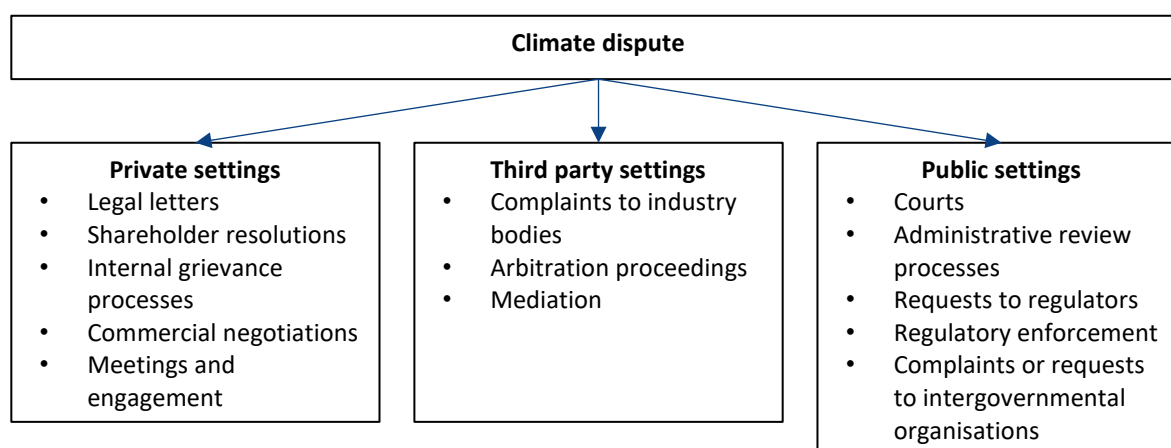 Climate dispute
Private settings
• Legal letters
• Shareholder resolutions
• Internal grievance
processes
• Commercial negotiations
• Meetings and
engagement
Third party settings
• Complaints to industry
bodies
• Arbitration proceedings
• Mediation
Public settings
• Courts
• Administrative review
processes
• Requests to regulators
• Regulatory enforcement
• Complaints or requests
to intergovernmental
organisations